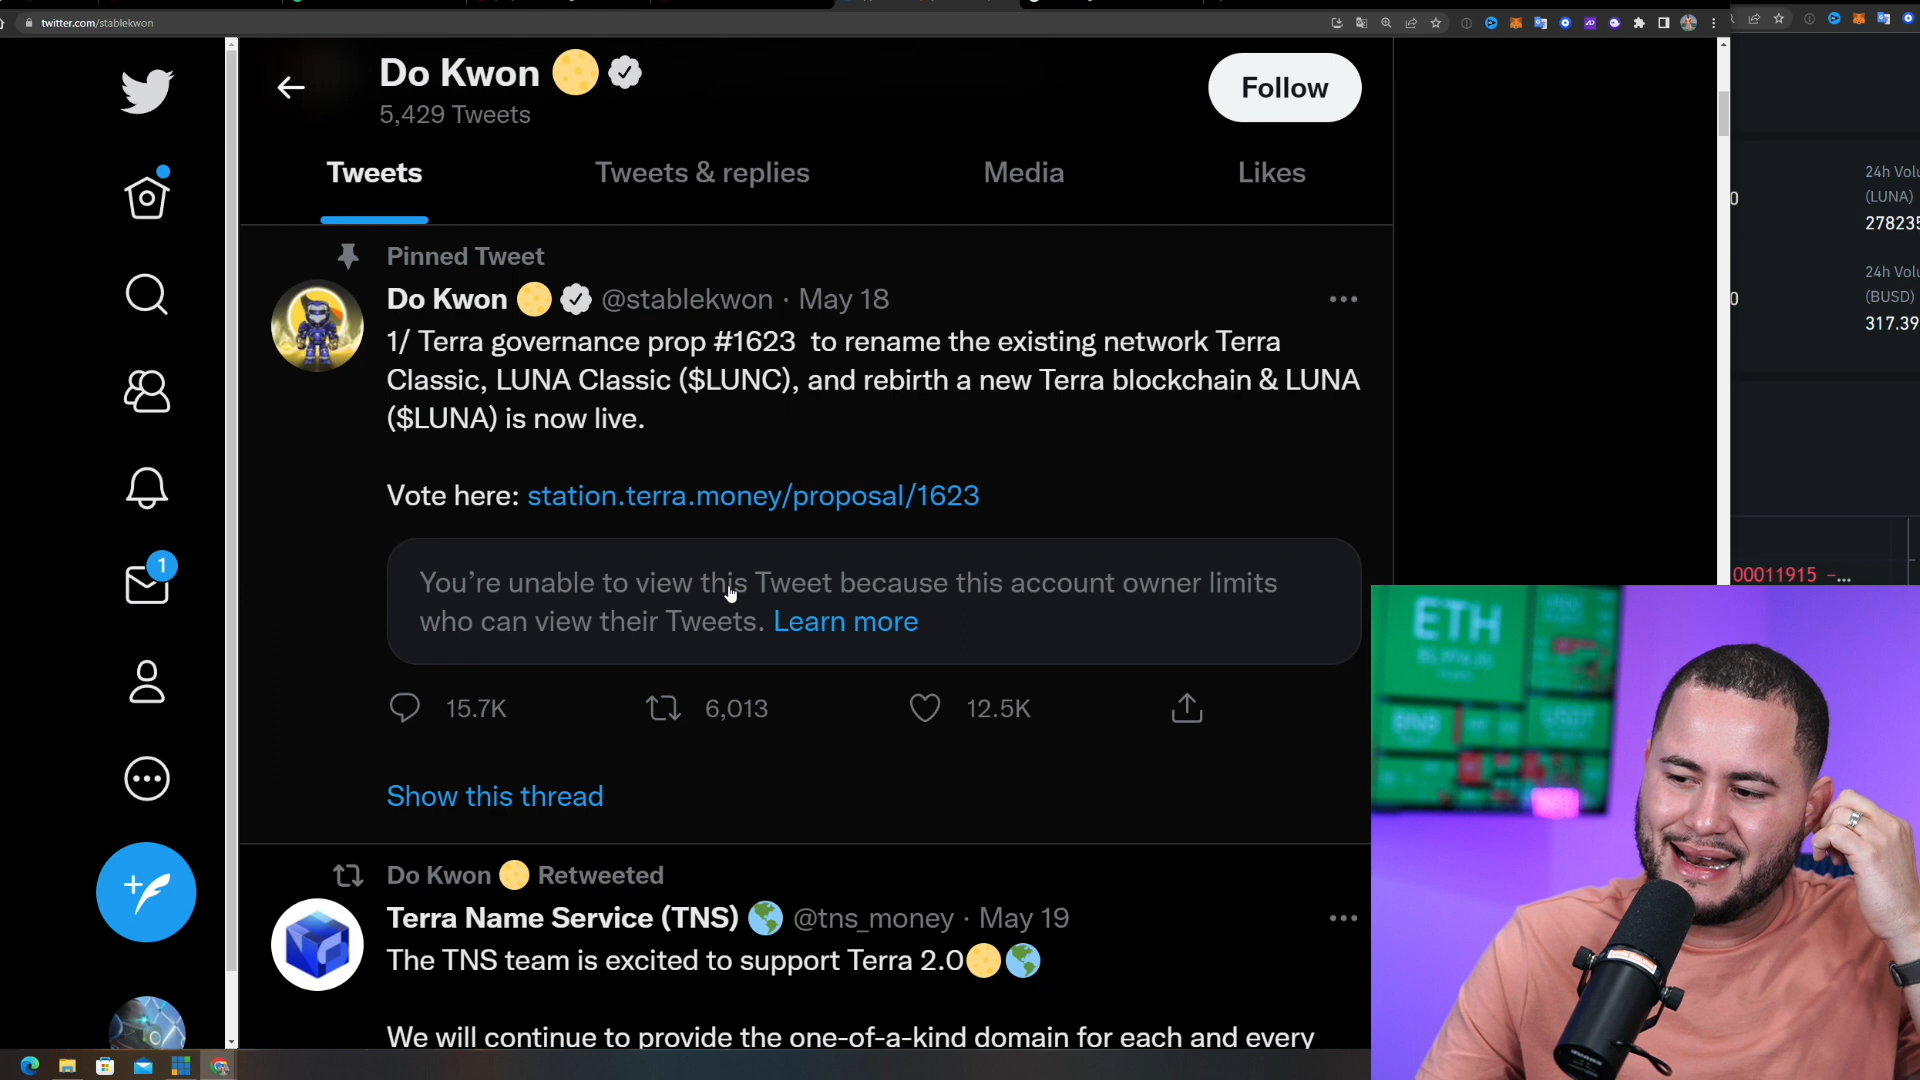 twitter.com/stablekwon
Do Kwon
5,429 Tweets
Follow
Tweets
Tweets & replies
Media
Likes
Pinned Tweet
Do Kwon @stablekwon · May 18
1/ Terra governance prop #1623 to rename the existing network Terra
Classic, LUNA Classic ($LUNC), and rebirth a new Terra blockchain & LUNA
($LUNA) is now live.
Vote here: station.terra.money/proposal/1623
You're unable to view this Tweet because this account owner limits
who can view their Tweets. Learn more
15.7K
6,013
12.5K
Show this thread
Do Kwon Retweeted
Terra Name Service (TNS) @tns_money · May 19
The TNS team is excited to support Terra 2.0
We will continue to provide the one-of-a-kind domain for each and every
1
24h Volu
(LUNA)
278235
24h Volu
(BUSD)
317.39
00011915 –...
ETH
BNB
USDT